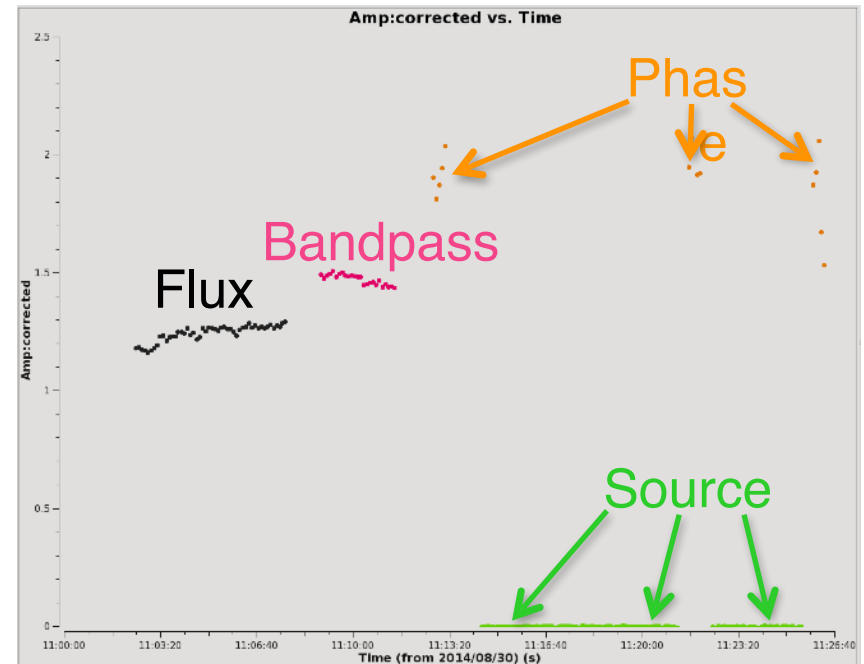 Amp:corrected vs. Time
2.5
Phas
e
2
Bandpass
1.5
Flux
Amp:corrected
1
Source
0.5
0
11:00:00 11:03:20 11:06:40 11:10:00 11:13:20 11:16:40 11:20:00 11:23:20 11:26:40
Time (from 2014/08/30) (s)